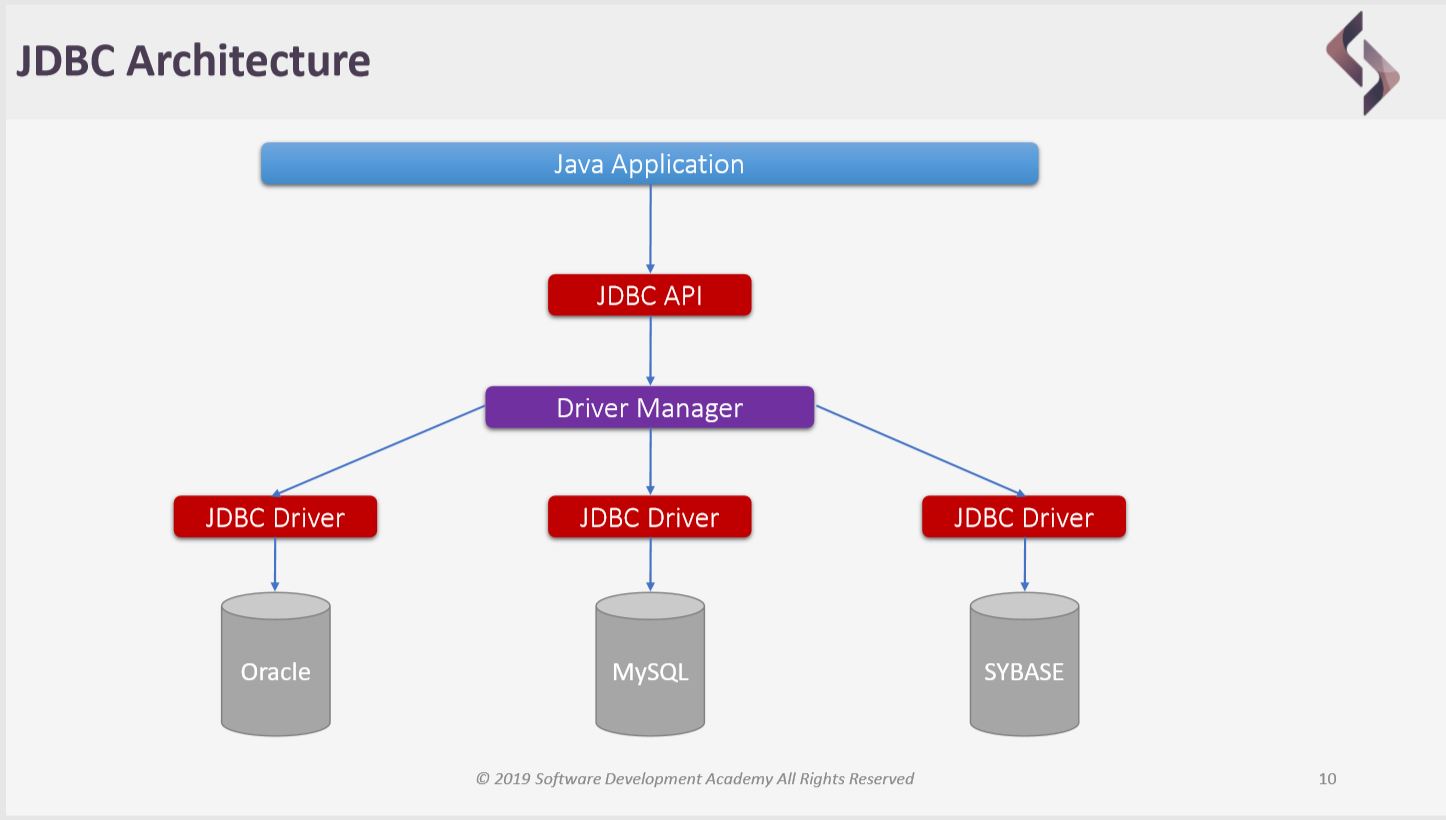 JDBC Architecture
Java Application
JDBC API
Driver Manager
JDBC Driver
JDBC Driver
JDBC Driver
Oracle
MySQL
SYBASE
© 2019 Software Development Academy All Rights Reserved
10